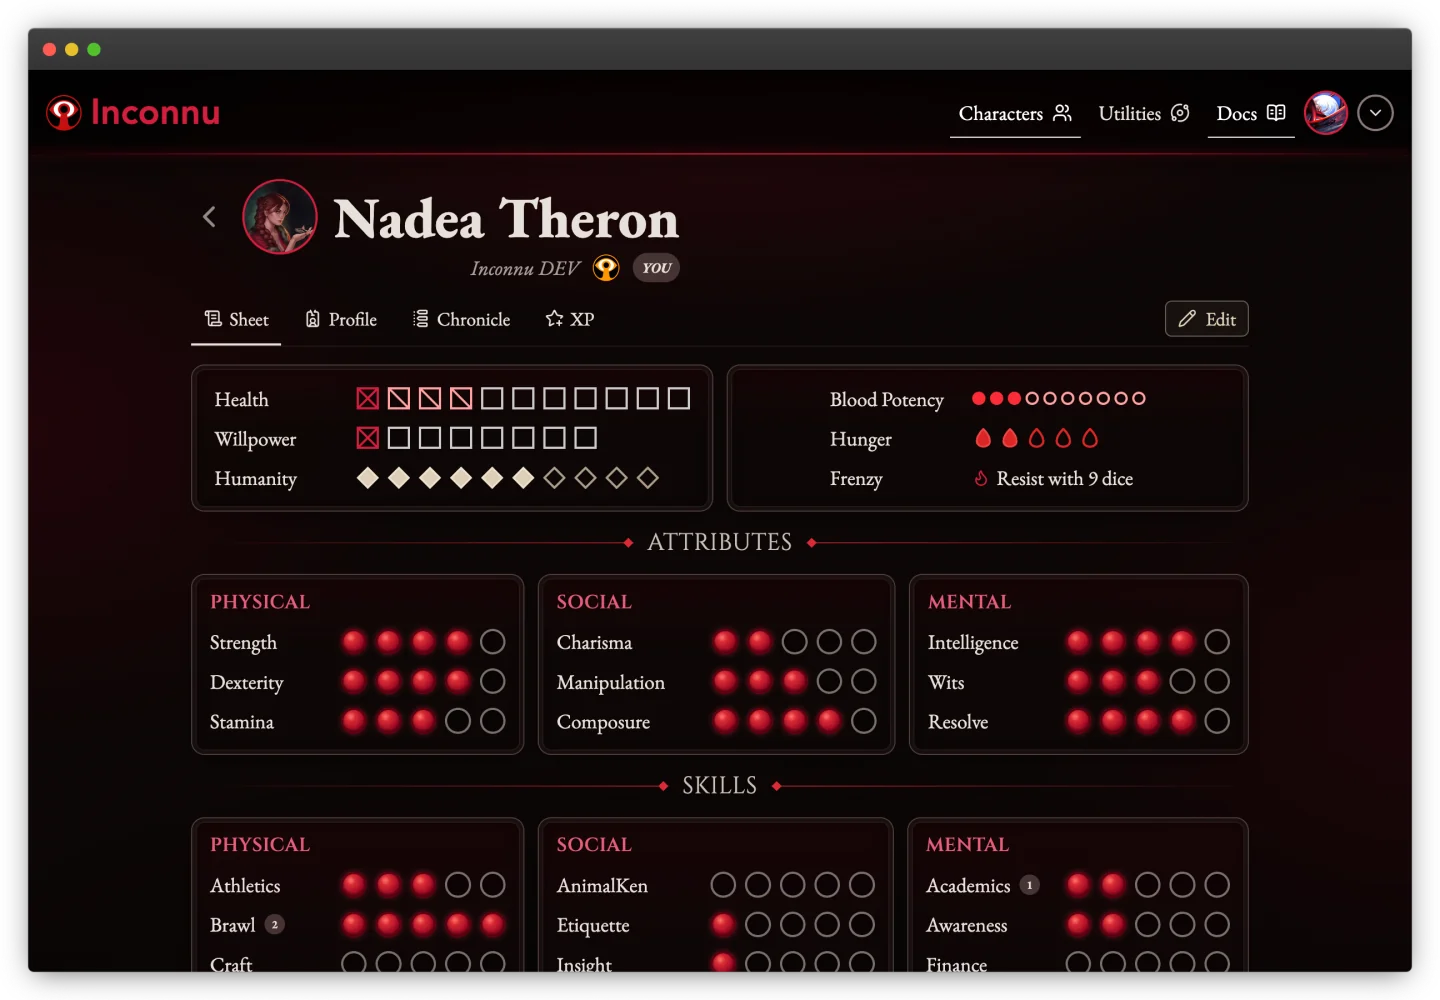 Inconnu
Characters Utilities Docs
Nadea Theron
Inconnu DEV YOU
Sheet Profile Chronicle XP Edit
Health
Willpower
Humanity
Blood Potency
Hunger
Frenzy Resist with 9 dice
ATTRIBUTES
PHYSICAL
Strength
Dexterity
Stamina
SOCIAL
Charisma
Manipulation
Composure
MENTAL
Intelligence
Wits
Resolve
SKILLS
PHYSICAL
Athletics
Brawl 2
Craft
SOCIAL
AnimalKen
Etiquette
Insight
MENTAL
Academics 1
Awareness
Finance